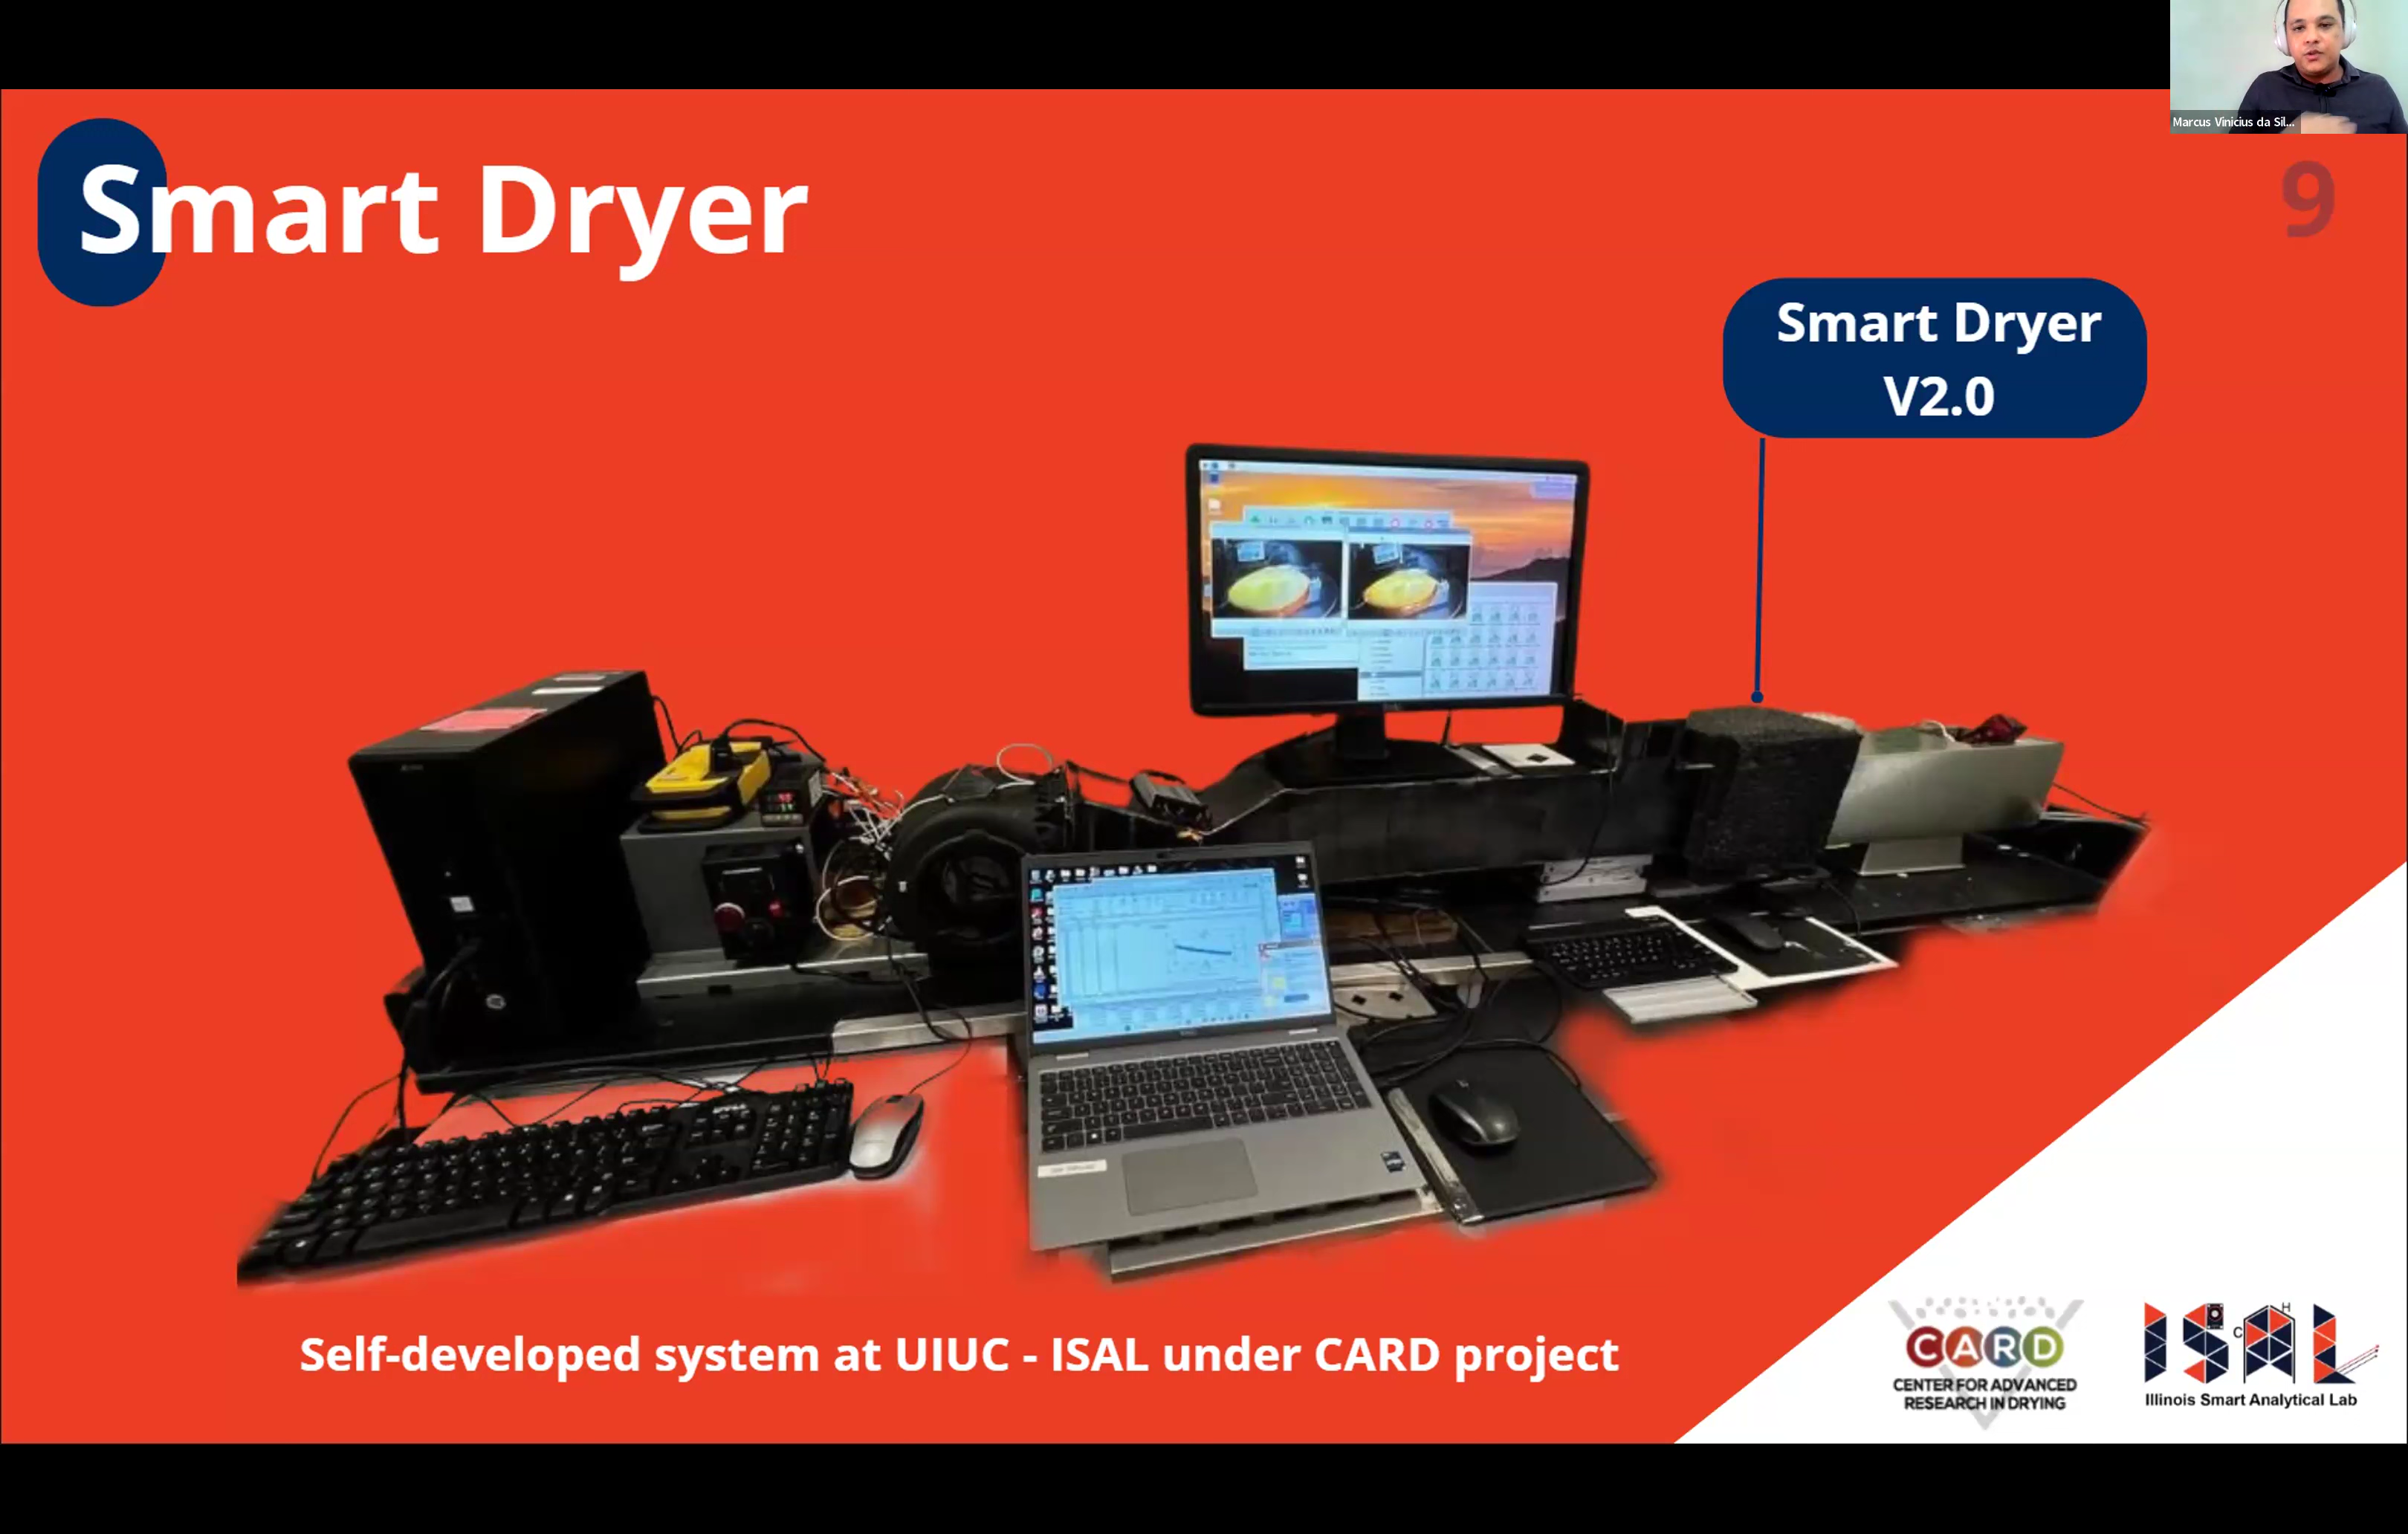 Marcus Vinicius da Sil...
Smart Dryer
9
Smart Dryer
V2.0
Self-developed system at UIUC - ISAL under CARD project
CARD
CENTER FOR ADVANCED
RESEARCH IN DRYING
ISAL
H
C
Illinois Smart Analytical Lab